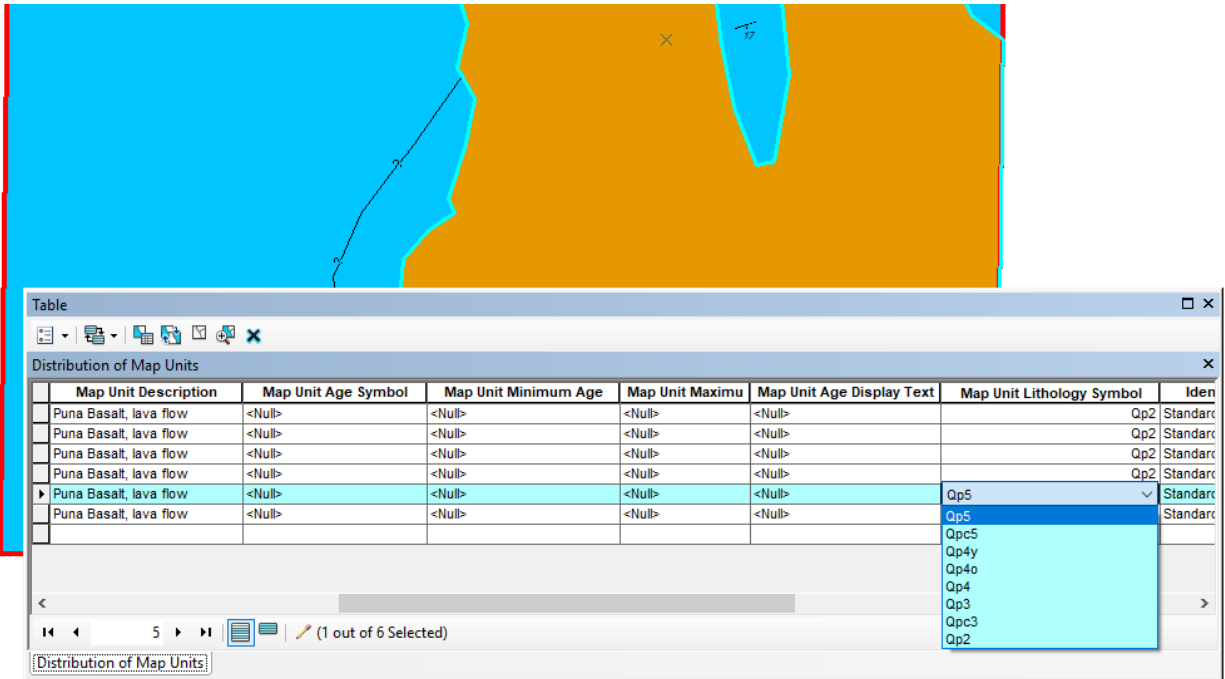 17
?
?
Table
Distribution of Map Units
Map Unit Description Map Unit Age Symbol Map Unit Minimum Age Map Unit Maximu Map Unit Age Display Text Map Unit Lithology Symbol Iden
Puna Basalt, lava flow <Null> <Null> <Null> <Null> Qp2 Standard
Puna Basalt, lava flow <Null> <Null> <Null> <Null> Qp2 Standard
Puna Basalt, lava flow <Null> <Null> <Null> <Null> Qp2 Standard
Puna Basalt, lava flow <Null> <Null> <Null> <Null> Qp2 Standard
Puna Basalt, lava flow <Null> <Null> <Null> <Null> Qp5 Standard
Puna Basalt, lava flow <Null> <Null> <Null> <Null> Standard
Qp5
Qpc5
Qp4y
Qp4o
Qp4
Qp3
Qpc3
Qp2
5 (1 out of 6 Selected)
Distribution of Map Units